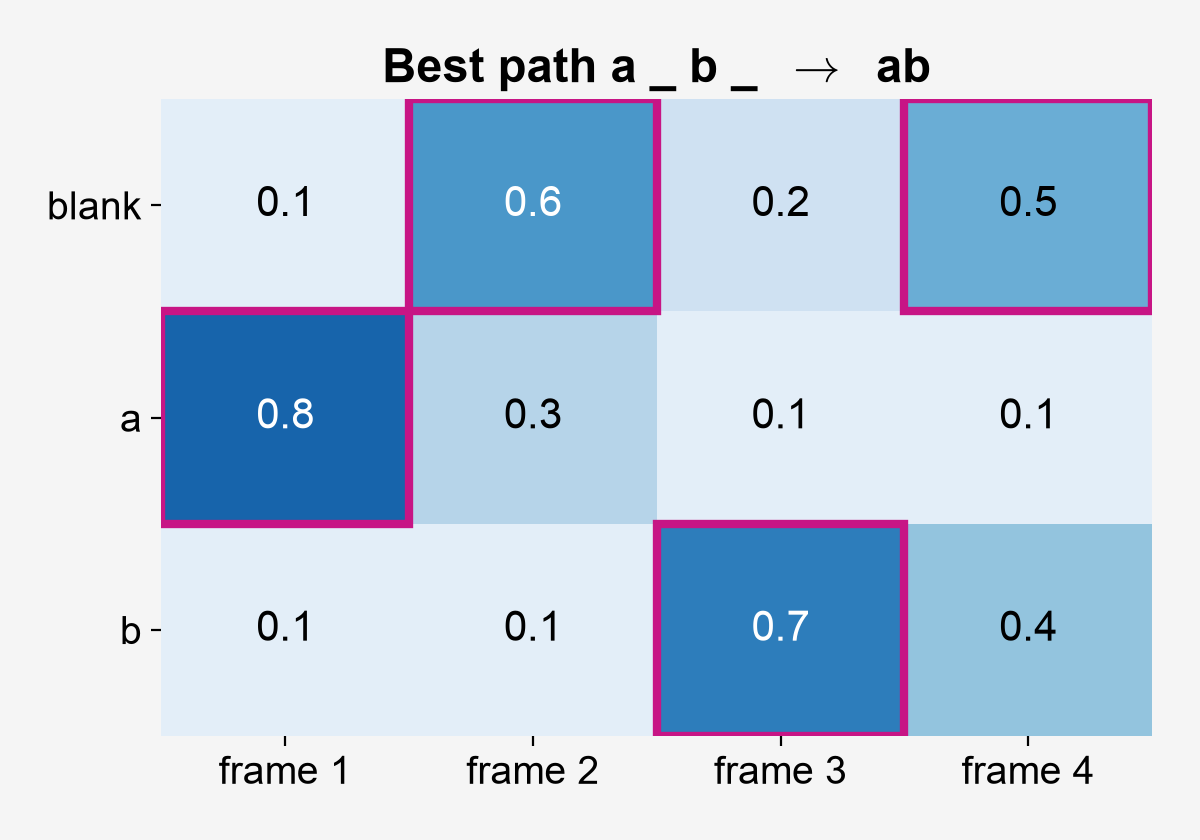 Best path a _ b _ → ab
blank 0.1 0.6 0.2 0.5
a 0.8 0.3 0.1 0.1
b 0.1 0.1 0.7 0.4
frame 1 frame 2 frame 3 frame 4